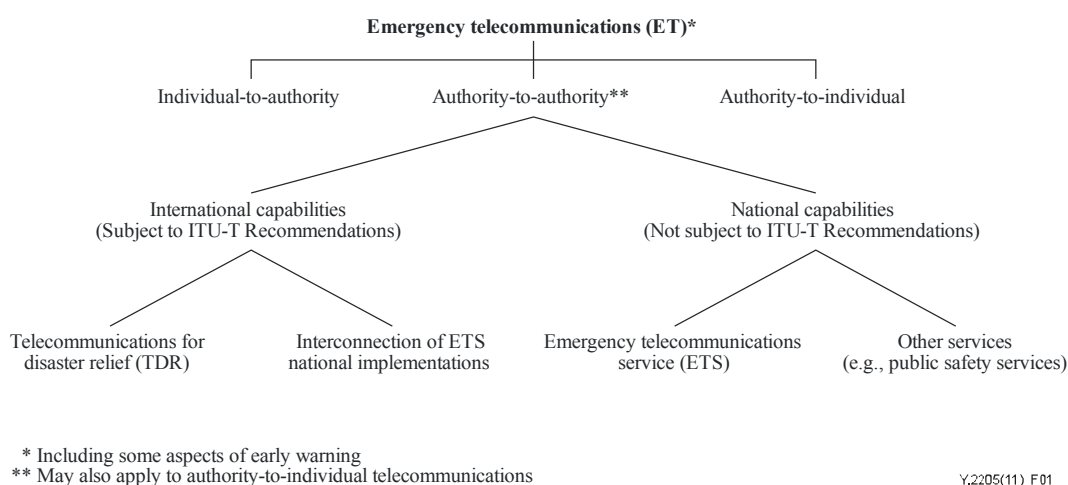 Emergency telecommunications (ET)*
Individual-to-authority
Authority-to-authority**
Authority-to-individual
International capabilities
(Subject to ITU-T Recommendations)
National capabilities
(Not subject to ITU-T Recommendations)
Telecommunications for
disaster relief (TDR)
Interconnection of ETS
national implementations
Emergency telecommunications
service (ETS)
Other services
(e.g., public safety services)
* Including some aspects of early warning
** May also apply to authority-to-individual telecommunications
Y.2205(11)_F01